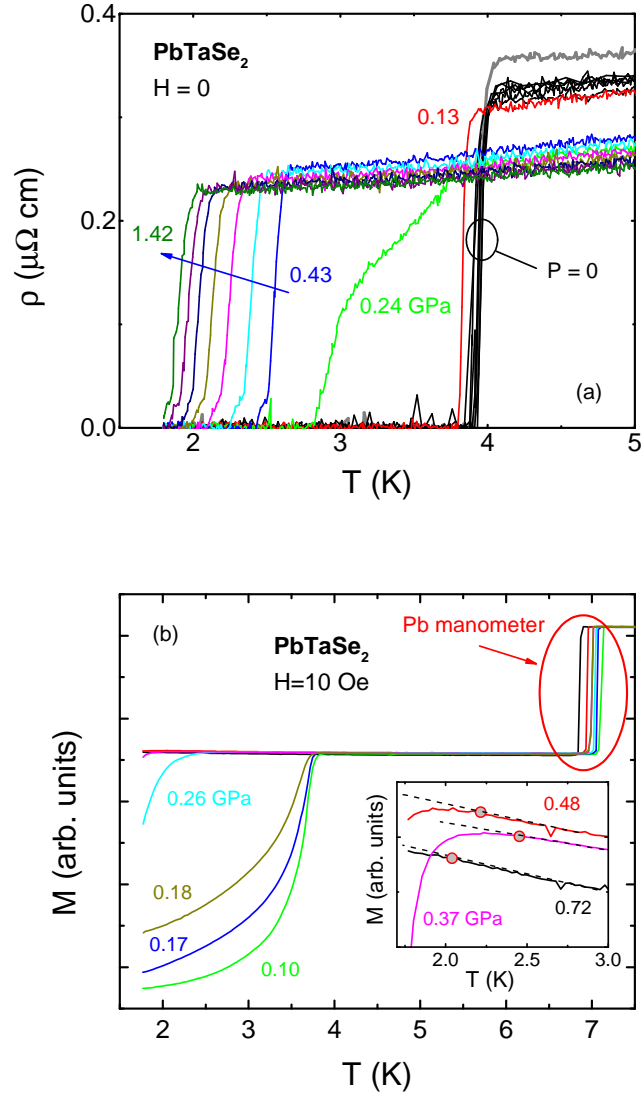 0.4
PbTaSe2
H = 0
0.13
0.2
1.42
0.43
P = 0
0.24 GPa
ρ (μΩ cm)
(a)
0.0
2 3 4 5
T (K)
(b)
PbTaSe2
H=10 Oe
Pb manometer
0.26 GPa
0.18
0.17
0.10
M (arb. units)
0.48
0.37 GPa
0.72
M (arb. units)
2.0 2.5 3.0
T (K)
2 3 4 5 6 7
T (K)